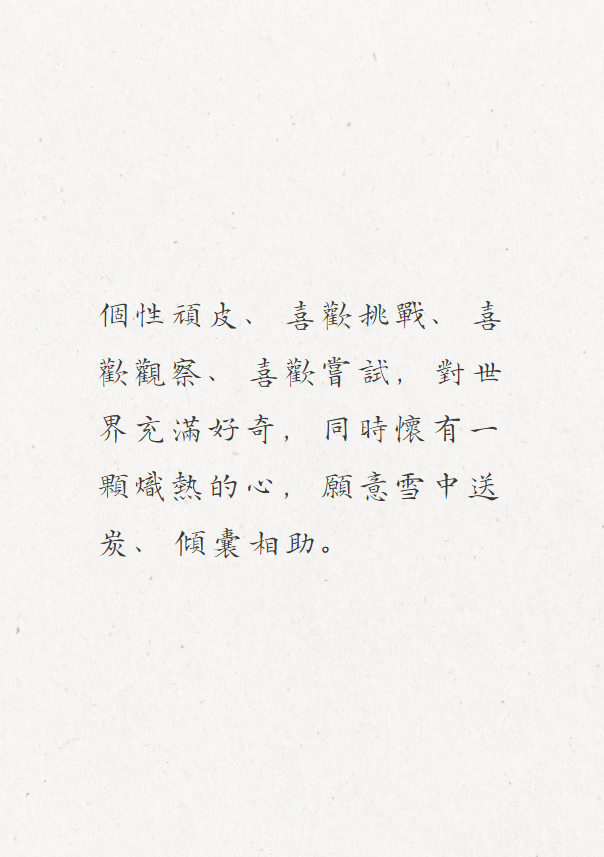 個性頑皮、喜歡挑戰、喜
歡觀察、喜歡嘗試，對世
界充滿好奇，同時懷有一
顆熾熱的心，願意雪中送
炭、傾囊相助。